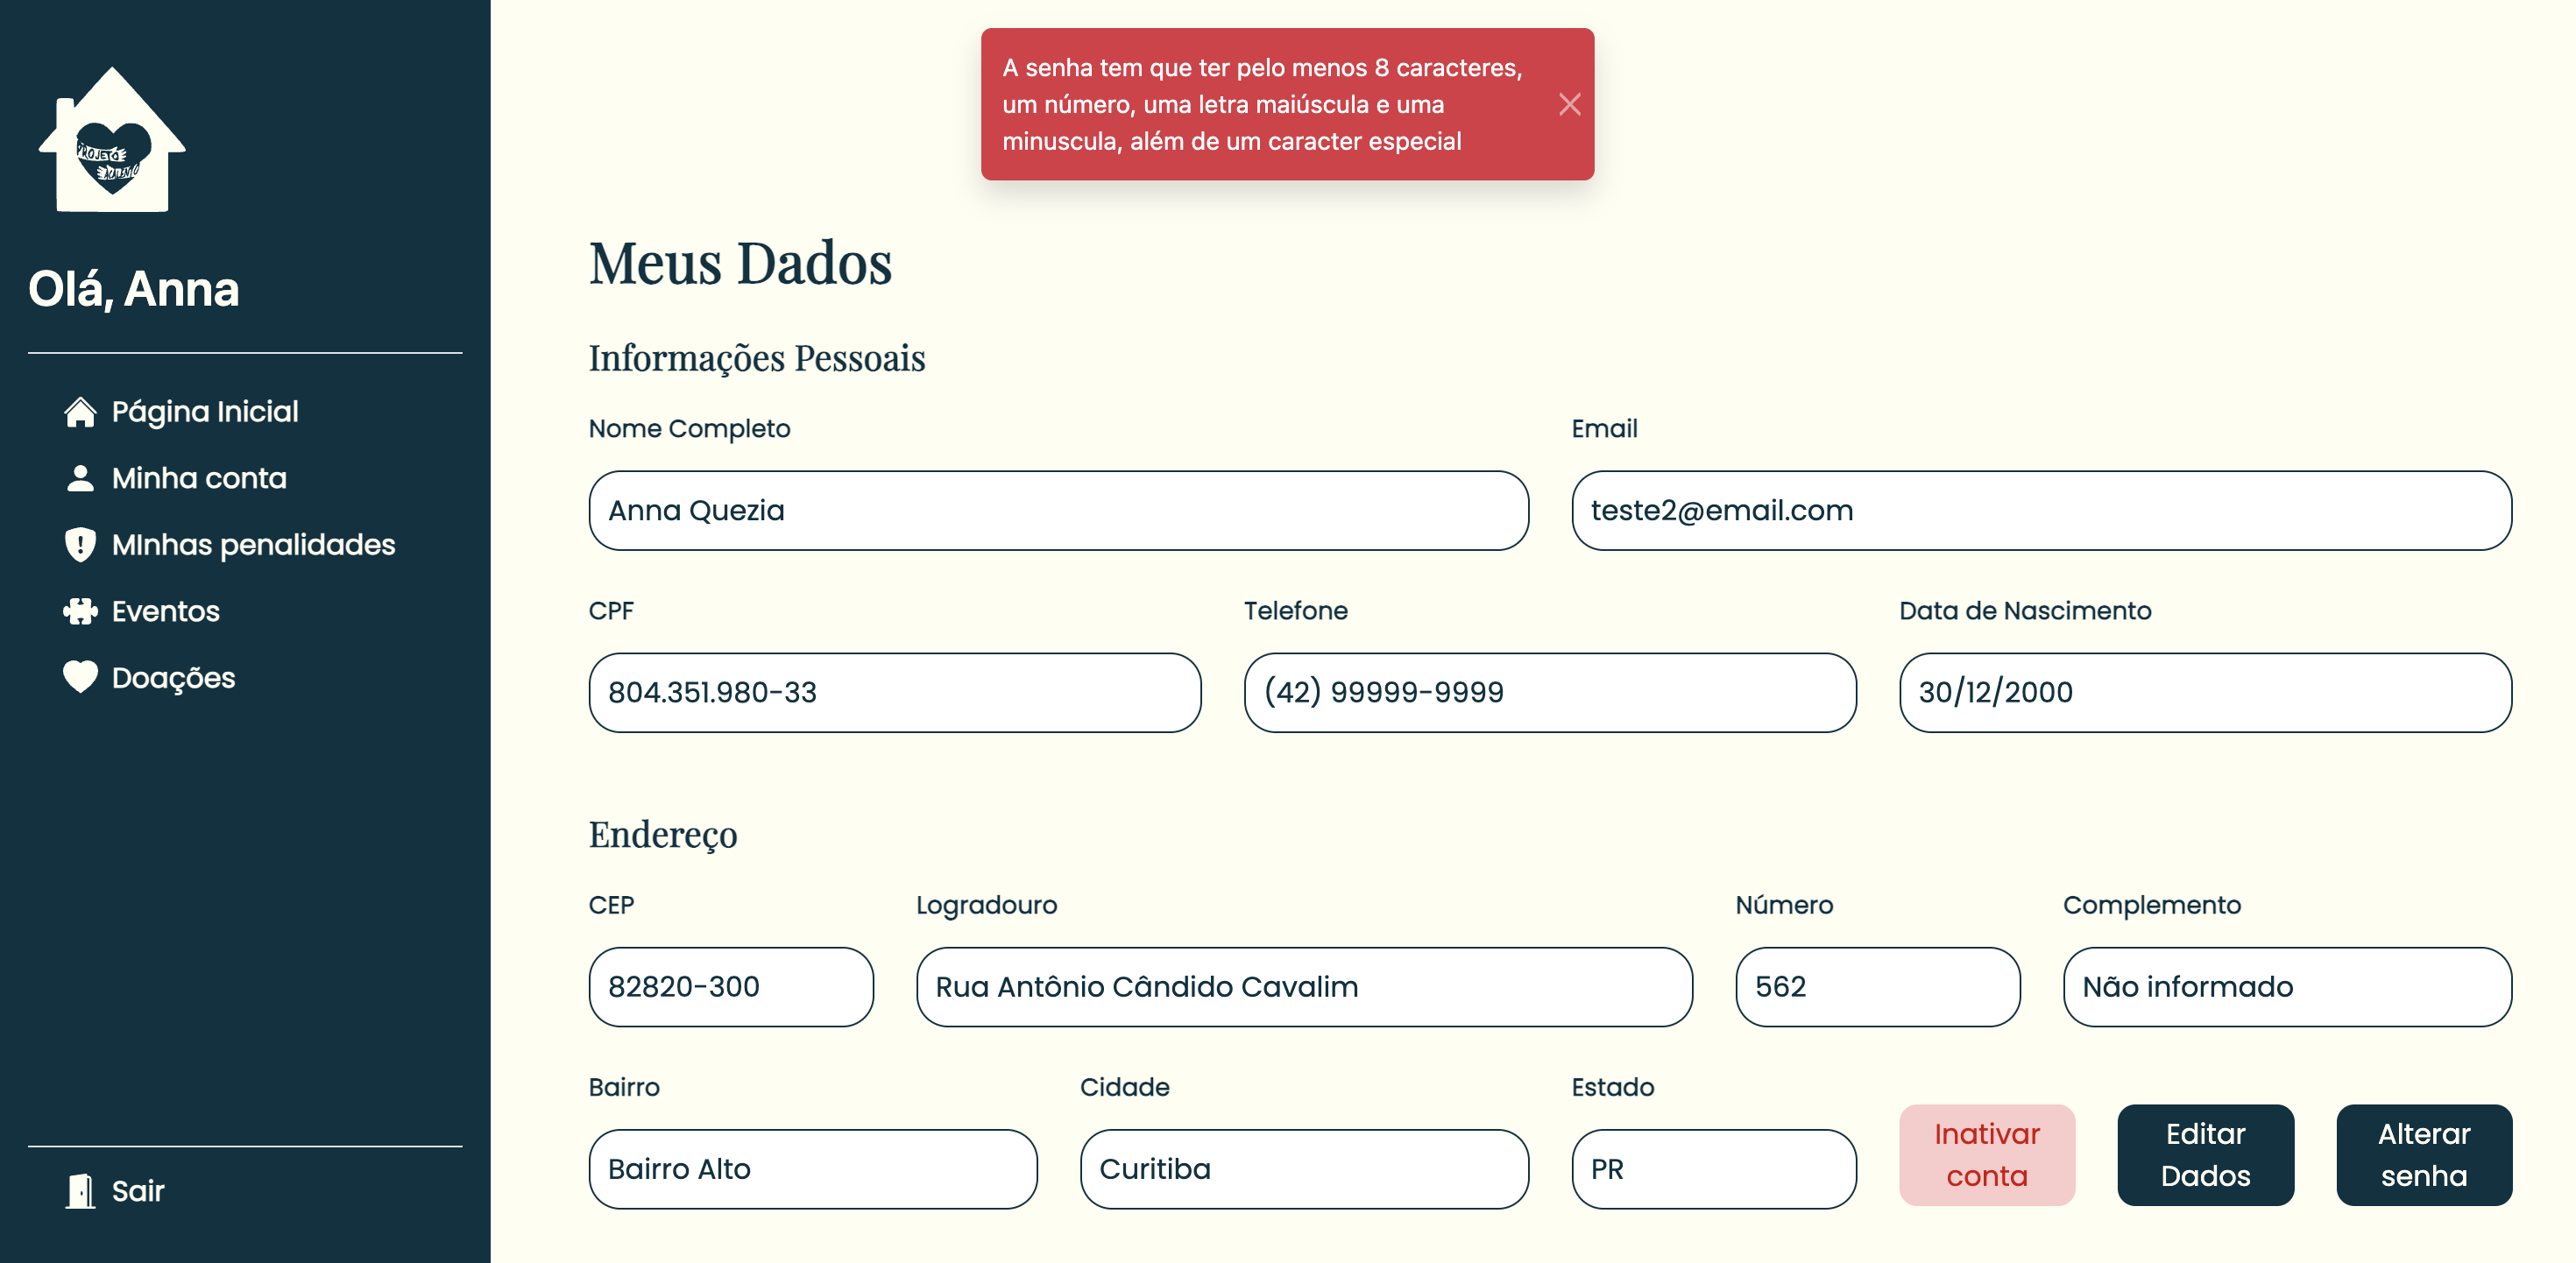 A senha tem que ter pelo menos 8 caracteres,
um número, uma letra maiúscula e uma
minuscula, além de um caracter especial
PROJETO
ACALENTO
Olá, Anna
Página Inicial
Minha conta
MInhas penalidades
Eventos
Doações
Sair
Meus Dados
Informações Pessoais
Nome Completo
Email
Anna Quezia
teste2@email.com
CPF
Telefone
Data de Nascimento
804.351.980-33
(42) 99999-9999
30/12/2000
Endereço
CEP
Logradouro
Número
Complemento
82820-300
Rua Antônio Cândido Cavalim
562
Não informado
Bairro
Cidade
Estado
Bairro Alto
Curitiba
PR
Inativar
conta
Editar
Dados
Alterar
senha